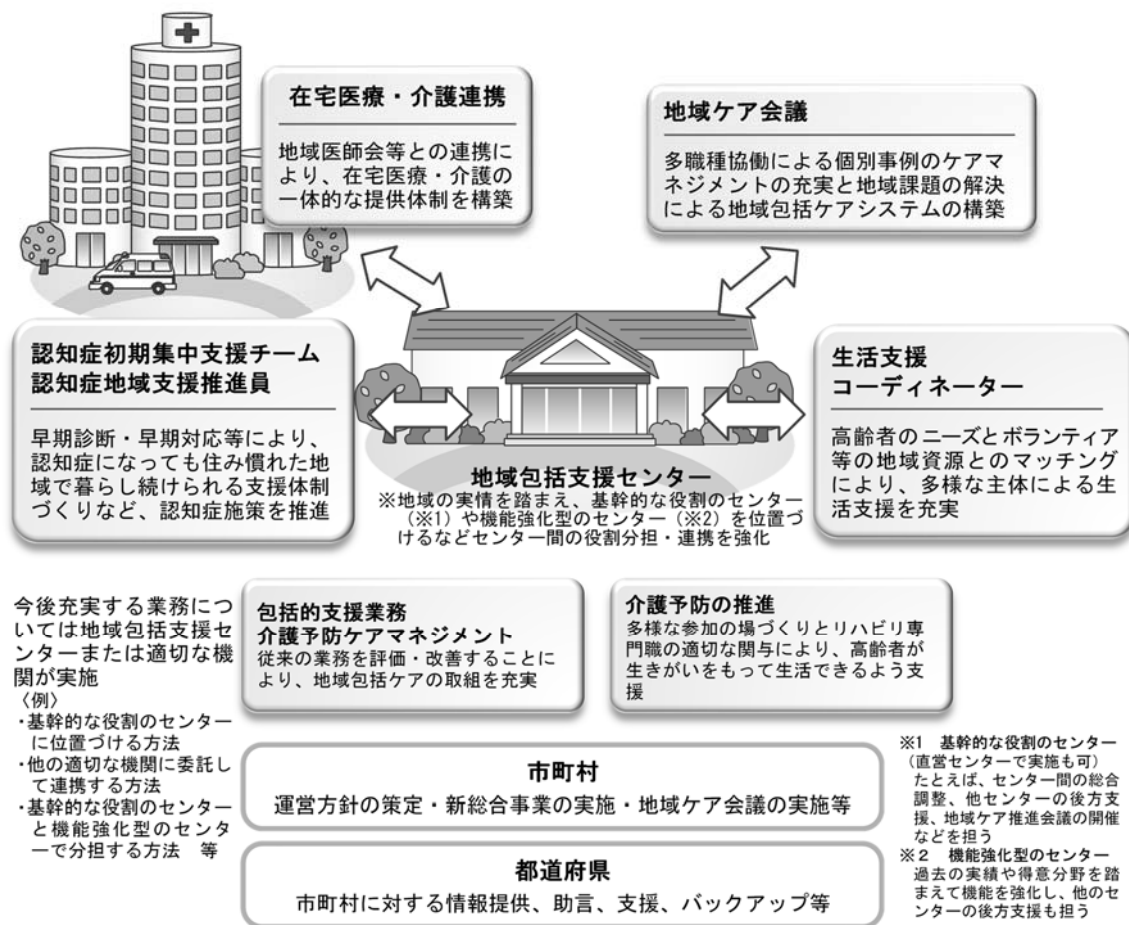 在宅医療・介護連携
地域医師会等との連携に
より、在宅医療・介護の
一体的な提供体制を構築
地域ケア会議
多職種協働による個別事例のケアマ
ネジメントの充実と地域課題の解決
による地域包括ケアシステムの構築
認知症初期集中支援チーム
認知症地域支援推進員
早期診断・早期対応等により、
認知症になっても住み慣れた地
域で暮らし続けられる支援体制
づくりなど、認知症施策を推進
生活支援
コーディネーター
高齢者のニーズとボランティア
等の地域資源とのマッチング
により、多様な主体による生
活支援を充実
地域包括支援センター
※地域の実情を踏まえ、基幹的な役割のセンター
（※1）や機能強化型のセンター（※2）を位置づ
けるなどセンター間の役割分担・連携を強化
今後充実する業務につ
いては地域包括支援セ
ンターまたは適切な機
関が実施
〈例〉
・基幹的な役割のセンター
に位置づける方法
・他の適切な機関に委託し
て連携する方法
・基幹的な役割のセンター
と機能強化型のセンタ
ーで分担する方法　等
包括的支援業務
介護予防ケアマネジメント
従来の業務を評価・改善することに
より、地域包括ケアの取組を充実
介護予防の推進
多様な参加の場づくりとリハビリ専
門職の適切な関与により、高齢者が
生きがいをもって生活できるよう支
援
市町村
運営方針の策定・新総合事業の実施・地域ケア会議の実施等
都道府県
市町村に対する情報提供、助言、支援、バックアップ等
※1　基幹的な役割のセンター
（直営センターで実施も可）
たとえば、センター間の総合
調整、他センターの後方支
援、地域ケア推進会議の開催
などを担う
※２　機能強化型のセンター
過去の実績や得意分野を踏
まえて機能を強化し、他のセ
ンターの後方支援も担う